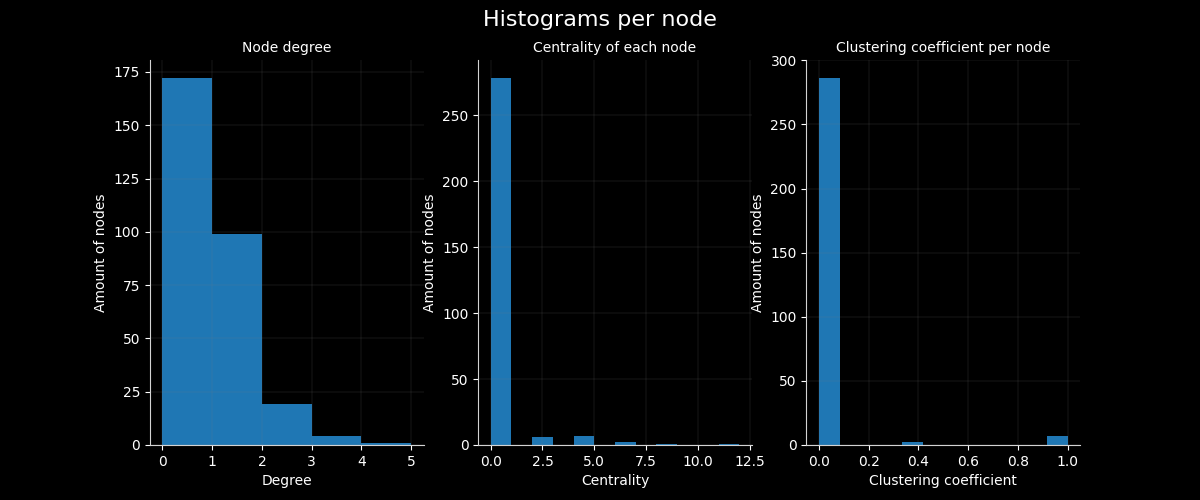 Histograms per node
Node degree
Amount of nodes
175
150
125
100
75
50
25
0
0 1 2 3 4 5
Degree
Centrality of each node
Amount of nodes
250
200
150
100
50
0
0.0 2.5 5.0 7.5 10.0 12.5
Centrality
Clustering coefficient per node
Amount of nodes
300
250
200
150
100
50
0
0.0 0.2 0.4 0.6 0.8 1.0
Clustering coefficient